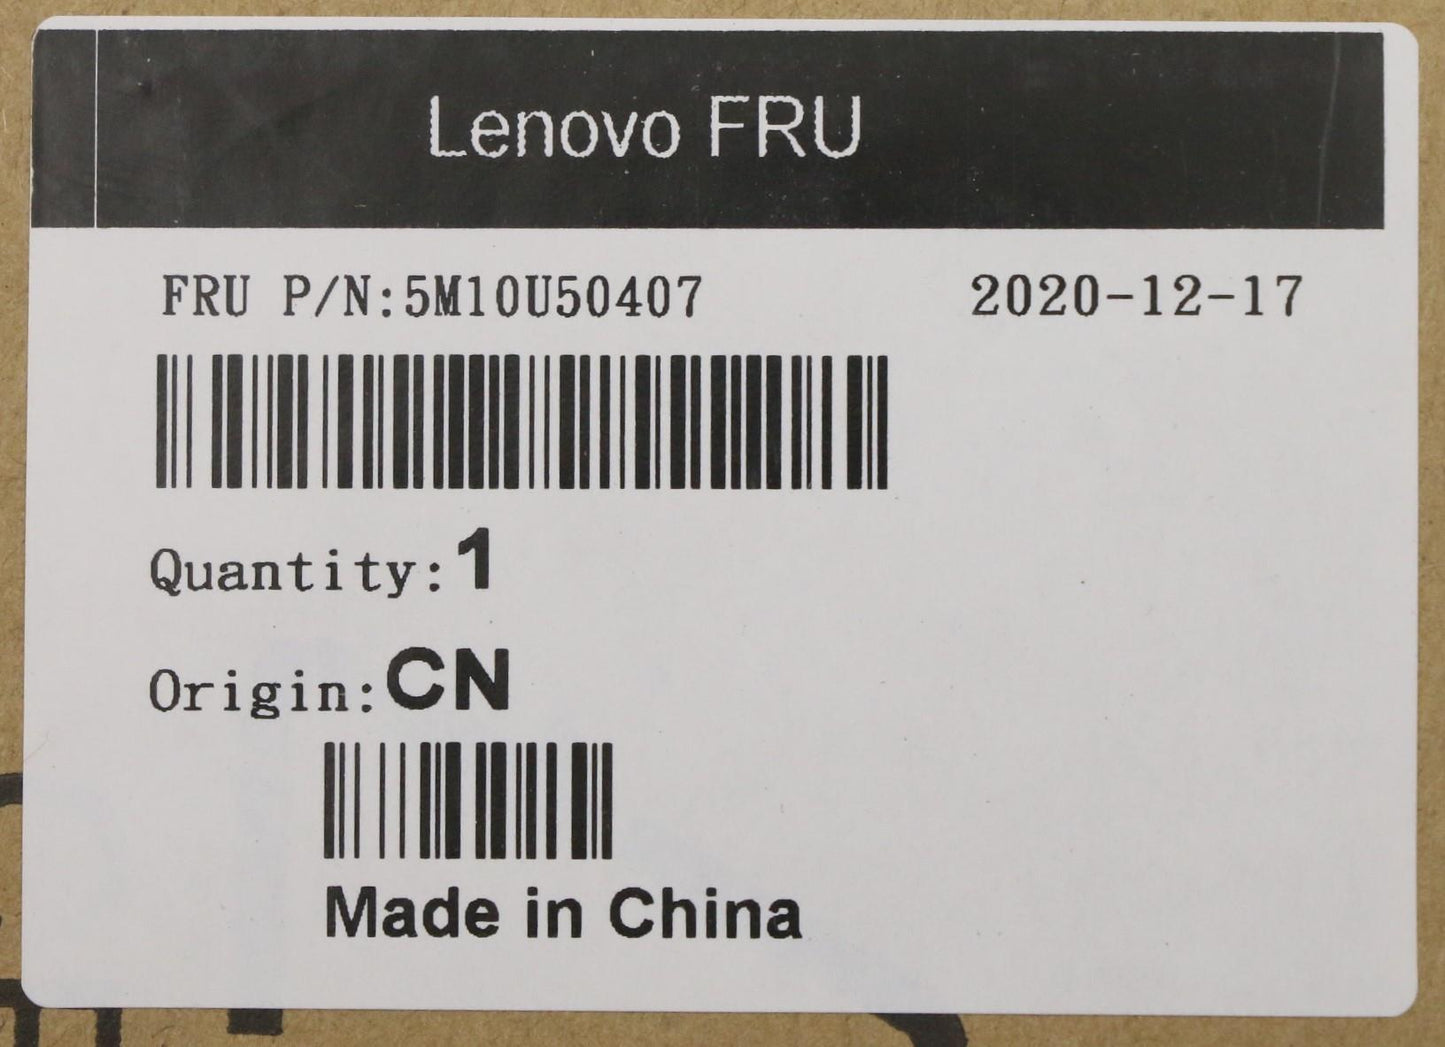 Lenovo FRU
FRU P/N:5M10U50407 2020-12-17
Quantity:1
Origin:CN
Made in China